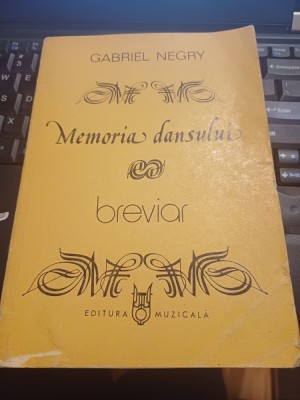 GABRIEL NEGRY
Memoria dansului
breviar
EDITURA MUZICALĂ